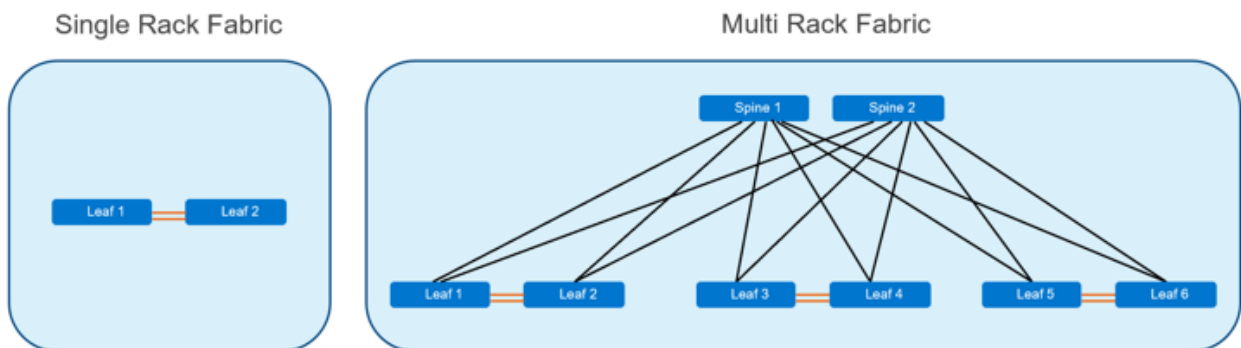 Single Rack Fabric
Multi Rack Fabric
Spine 1
Spine 2
Leaf 1
Leaf 2
Leaf 1
Leaf 2
Leaf 3
Leaf 4
Leaf 5
Leaf 6